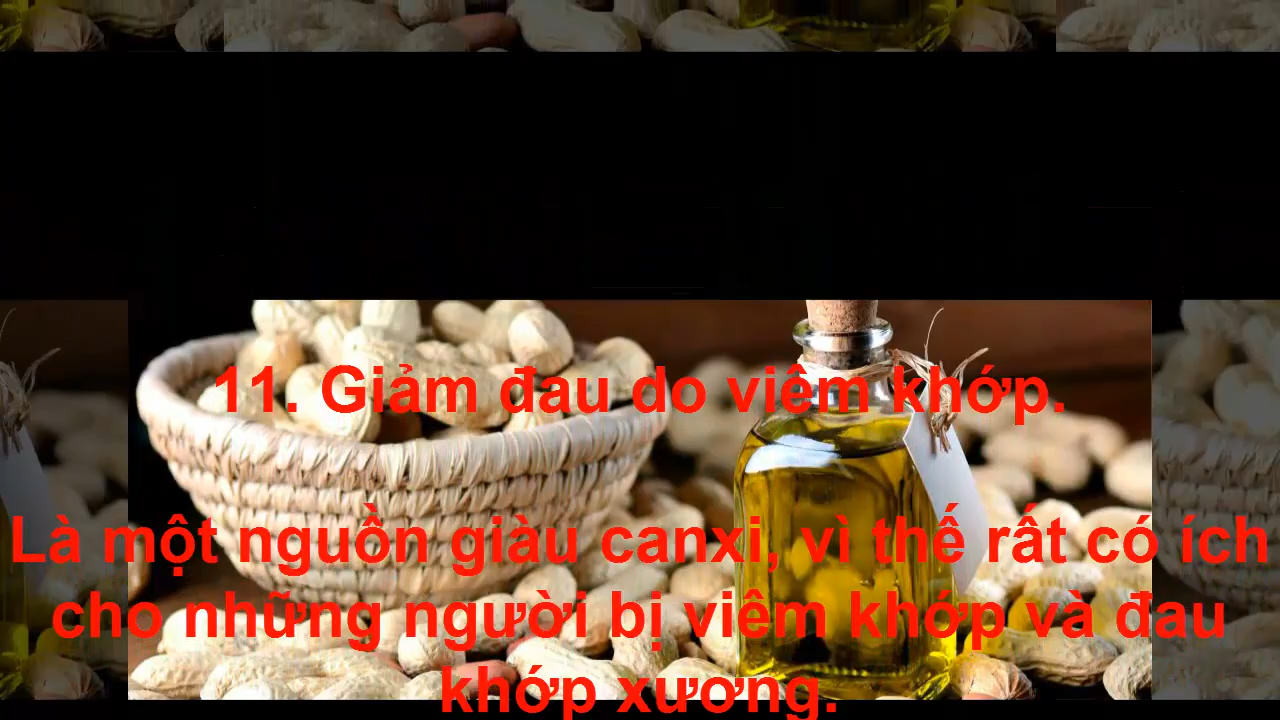 11. Giảm đau do viêm khớp.
Là một nguồn giàu canxi, vì thế rất có ích
cho những người bị viêm khớp và đau
khớp xương.